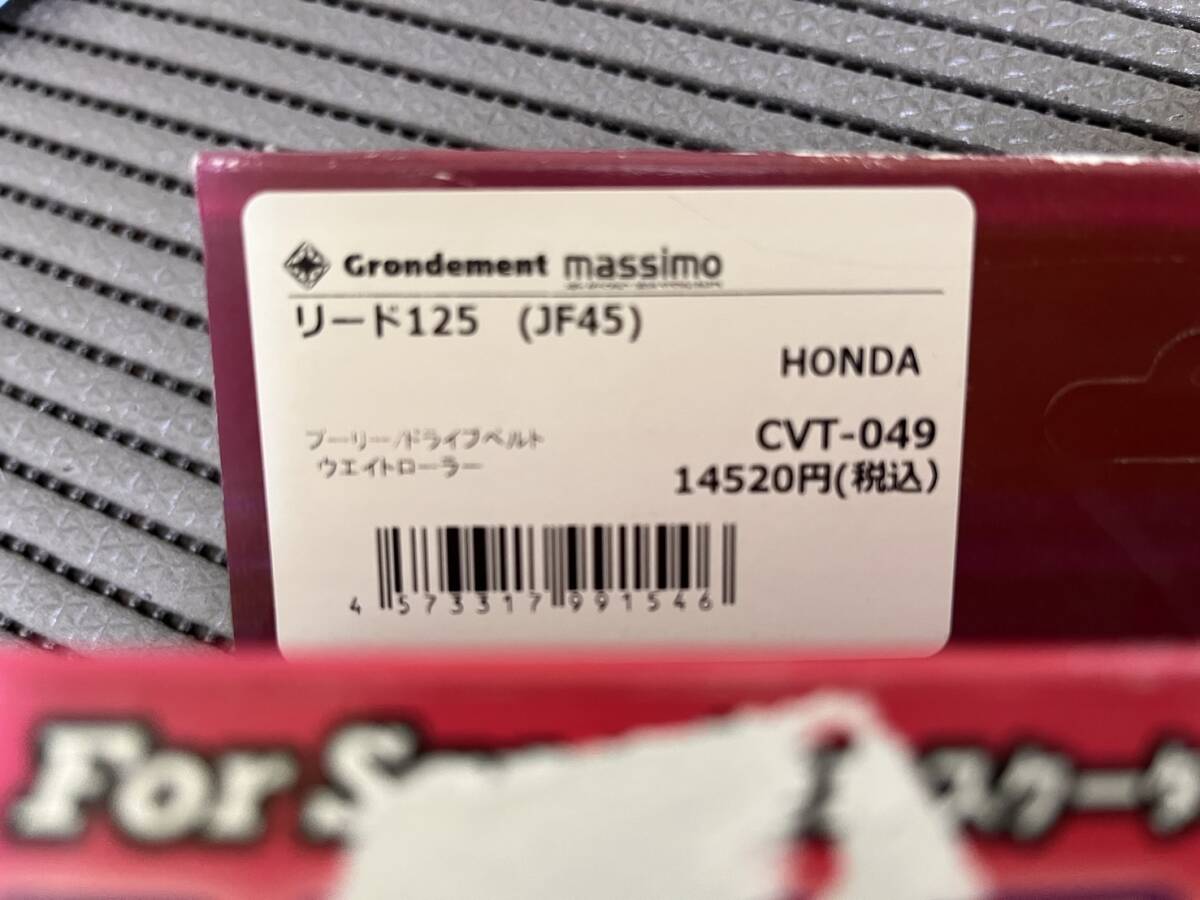 Grondement massimo
リード125 (JF45)
HONDA
プーリー/ドライブベルト
ウエイトローラー
CVT-049
14520円(税込)
4 573317 991546
For
スクータ